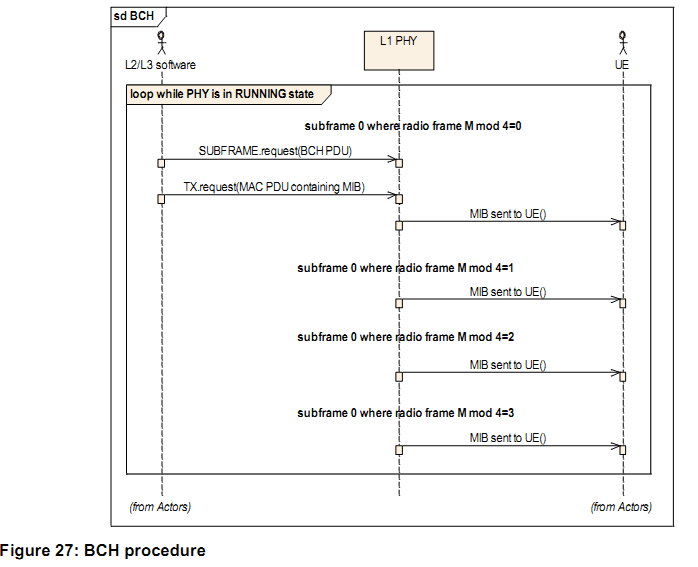 sd BCH
L2/L3 software
L1 PHY
UE
loop while PHY is in RUNNING state
subframe 0 where radio frame M mod 4=0
SUBFRAME.request(BCH PDU)
TX.request(MAC PDU containing MIB)
MIB sent to UE()
subframe 0 where radio frame M mod 4=1
MIB sent to UE()
subframe 0 where radio frame M mod 4=2
MIB sent to UE()
subframe 0 where radio frame M mod 4=3
MIB sent to UE()
(from Actors)
(from Actors)
Figure 27: BCH procedure